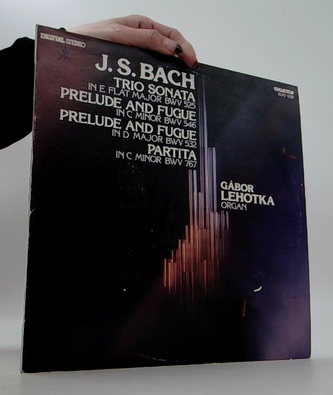 DIGITAL STEREO
HUNGAROTON
J. S. BACH
TRIO SONATA
IN E FLAT MAJOR BWV 525
PRELUDE AND FUGUE
IN C MINOR BWV 546
PRELUDE AND FUGUE
IN D MAJOR BWV 532
PARTITA
IN C MINOR BWV 767
GÁBOR
LEHOTKA
ORGAN